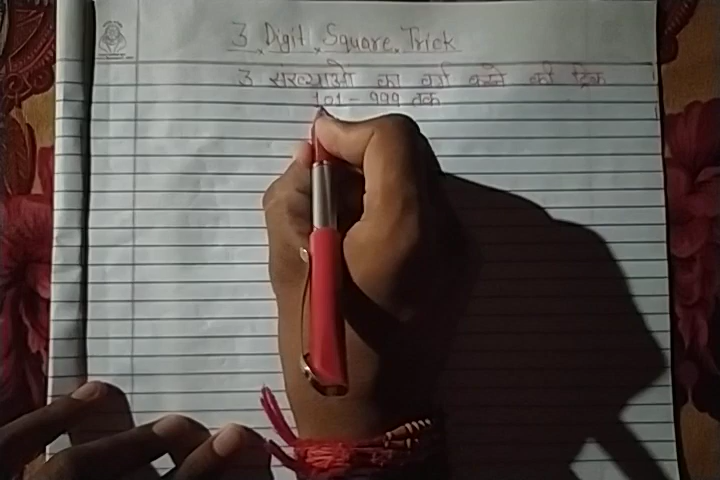 3 Digit Square Trick
3 संख्याओ का वर्ग करने की ट्रिक
101 - 999 तक